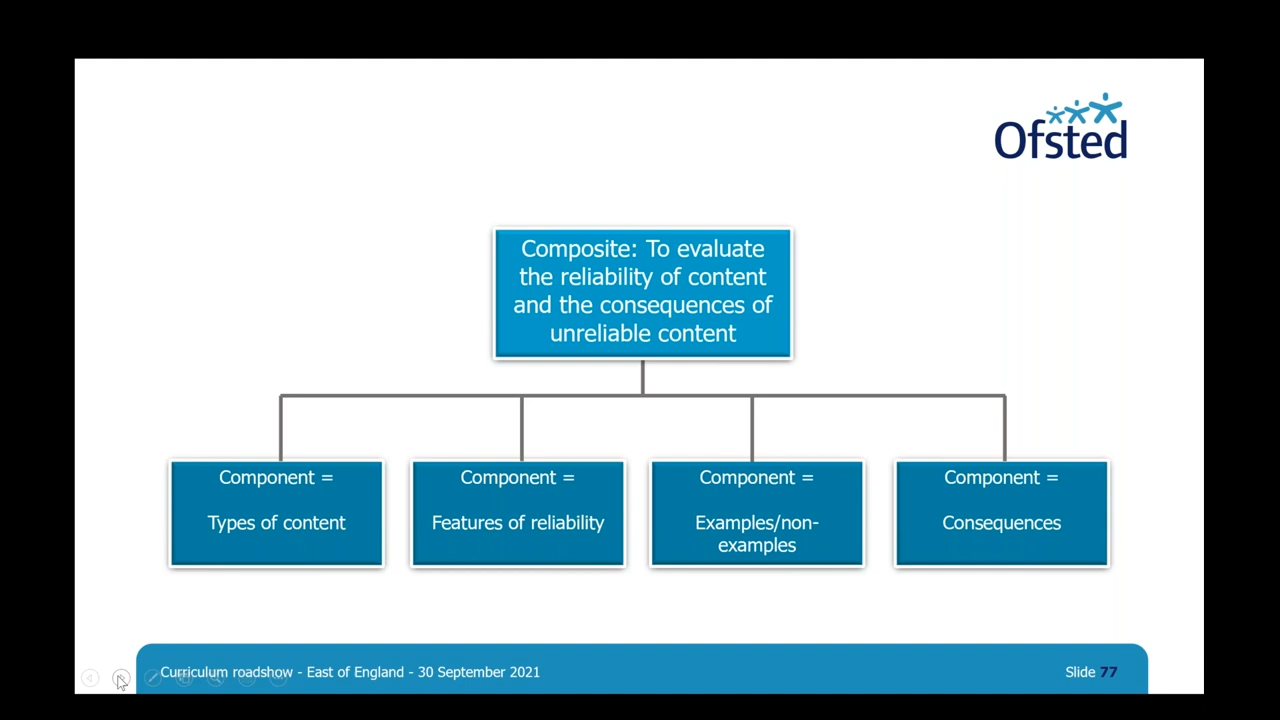 Ofsted
Composite: To evaluate
the reliability of content
and the consequences of
unreliable content
Component =
Types of content
Component =
Features of reliability
Component =
Examples/non-
examples
Component =
Consequences
Curriculum roadshow - East of England - 30 September 2021
Slide 77